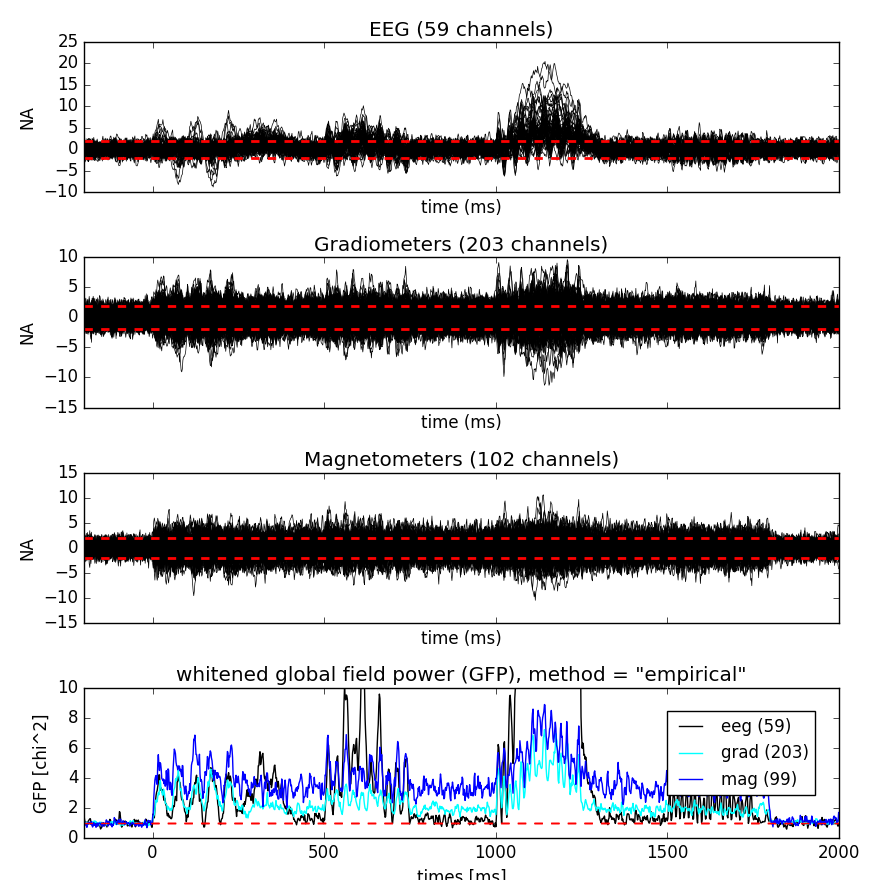 EEG (59 channels)
25
20
15
10
5
0
−5
−10
NA
time (ms)
Gradiometers (203 channels)
10
5
0
−5
−10
−15
NA
time (ms)
Magnetometers (102 channels)
15
10
5
0
−5
−10
−15
NA
time (ms)
whitened global field power (GFP), method = "empirical"
10
8
6
4
2
0
GFP [chi^2]
eeg (59)
grad (203)
mag (99)
0 500 1000 1500 2000
times [ms]